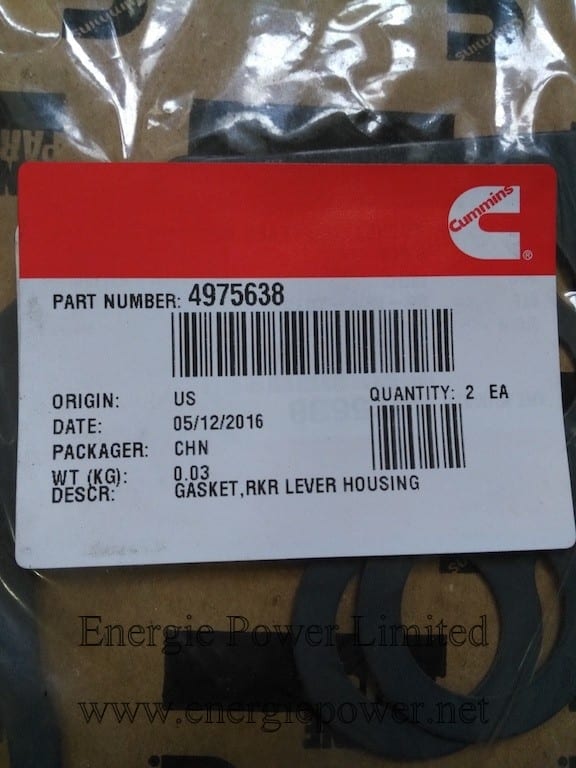 Cummins
®
PART NUMBER: 4975638
ORIGIN: US QUANTITY: 2 EA
DATE: 05/12/2016
PACKAGER: CHN
WT (KG): 0.03
DESCR: GASKET,RKR LEVER HOUSING
Energie Power Limited
www.energiepower.net